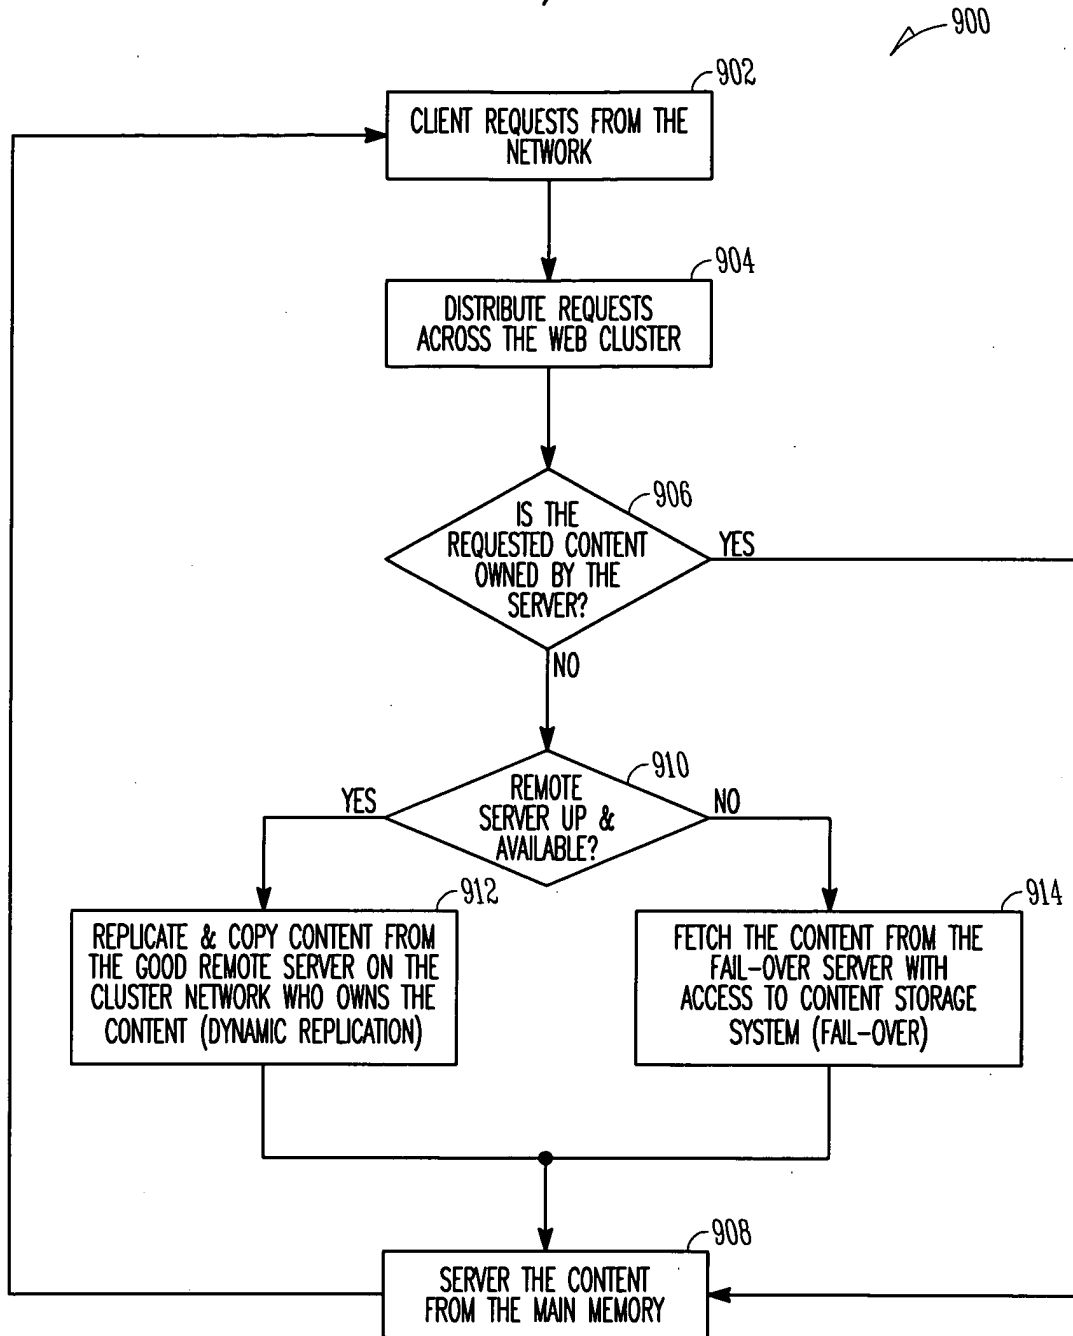 900
902
CLIENT REQUESTS FROM THE
NETWORK
904
DISTRIBUTE REQUESTS
ACROSS THE WEB CLUSTER
906
IS THE
REQUESTED CONTENT
OWNED BY THE
SERVER?
YES
NO
910
REMOTE
SERVER UP &
AVAILABLE?
YES
NO
912
REPLICATE & COPY CONTENT FROM
THE GOOD REMOTE SERVER ON THE
CLUSTER NETWORK WHO OWNS THE
CONTENT (DYNAMIC REPLICATION)
914
FETCH THE CONTENT FROM THE
FAIL-OVER SERVER WITH
ACCESS TO CONTENT STORAGE
SYSTEM (FAIL-OVER)
908
SERVER THE CONTENT
FROM THE MAIN MEMORY